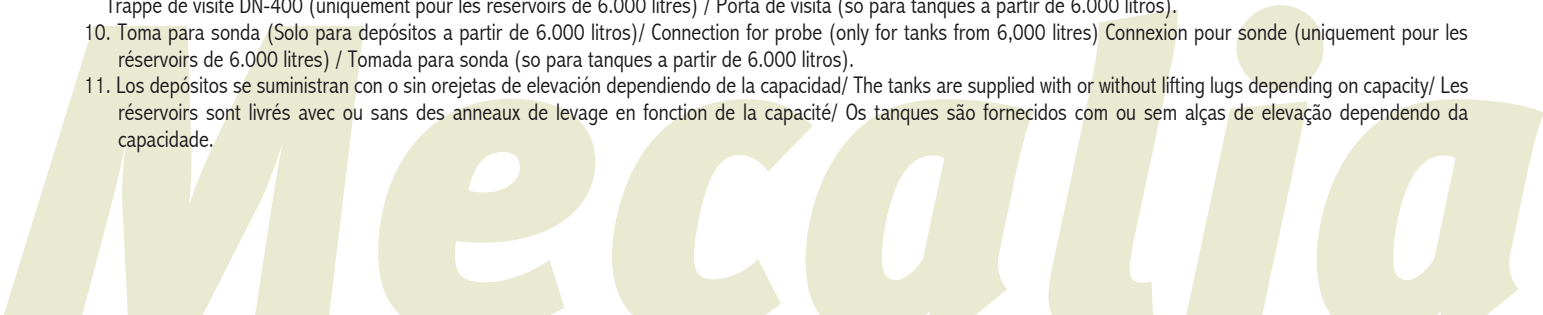 Trappe de visite DN-400 (uniquement pour les réservoirs de 6.000 litres) / Porta de visita (so para tanques a partir de 6.000 litros).
10. Toma para sonda (Solo para depósitos a partir de 6.000 litros)/ Connection for probe (only for tanks from 6,000 litres) Connexion pour sonde (uniquement pour les
réservoirs de 6.000 litres) / Tomada para sonda (so para tanques a partir de 6.000 litros).
11. Los depósitos se suministran con o sin orejetas de elevación dependiendo de la capacidad/ The tanks are supplied with or without lifting lugs depending on capacity/ Les
réservoirs sont livrés avec ou sans des anneaux de levage en fonction de la capacité/ Os tanques são fornecidos com ou sem alças de elevação dependendo da
capacidade.
Mecalia